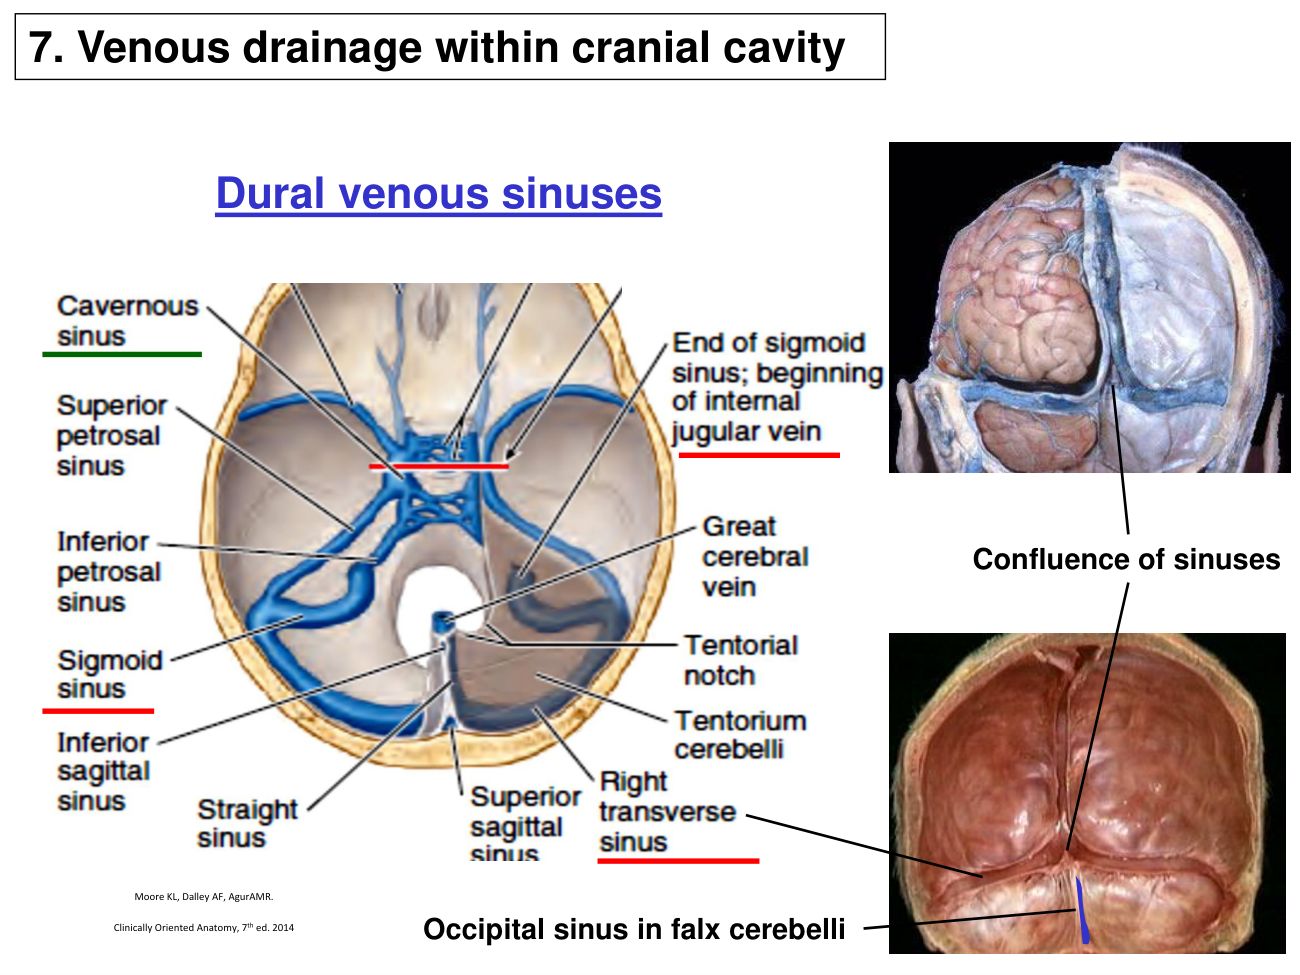 7. Venous drainage within cranial cavity
Dural venous sinuses
Cavernous
sinus
Superior
petrosal
sinus
Inferior
petrosal
sinus
Sigmoid
sinus
Inferior
sagittal
sinus
Straight
sinus
Superior
sagittal
sinus
Right
transverse
sinus
Tentorium
cerebelli
Tentorial
notch
Great
cerebral
vein
End of sigmoid
sinus; beginning
of internal
jugular vein
Confluence of sinuses
Occipital sinus in falx cerebelli
Moore KL, Dalley AF, AgurAMR.
Clinically Oriented Anatomy, 7th ed. 2014